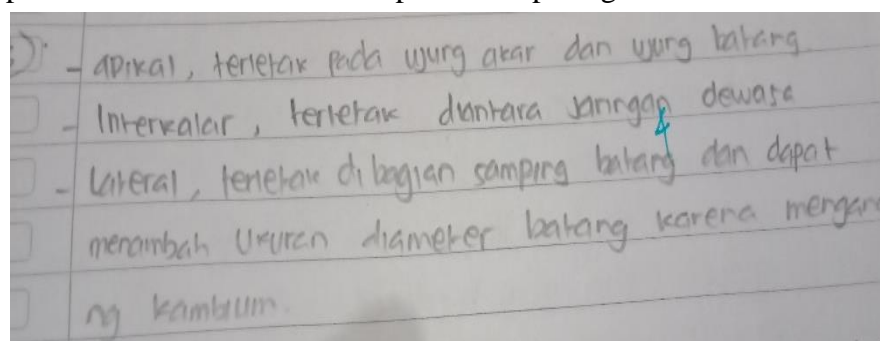 - apikal, terletak pada ujung akar dan ujung batang
- Interkalar, terletak diantara jaringan dewasa
- Lateral, terletak di bagian samping batang dan dapat
menambah Ukuran diameter batang karena mengan
ng kambium.